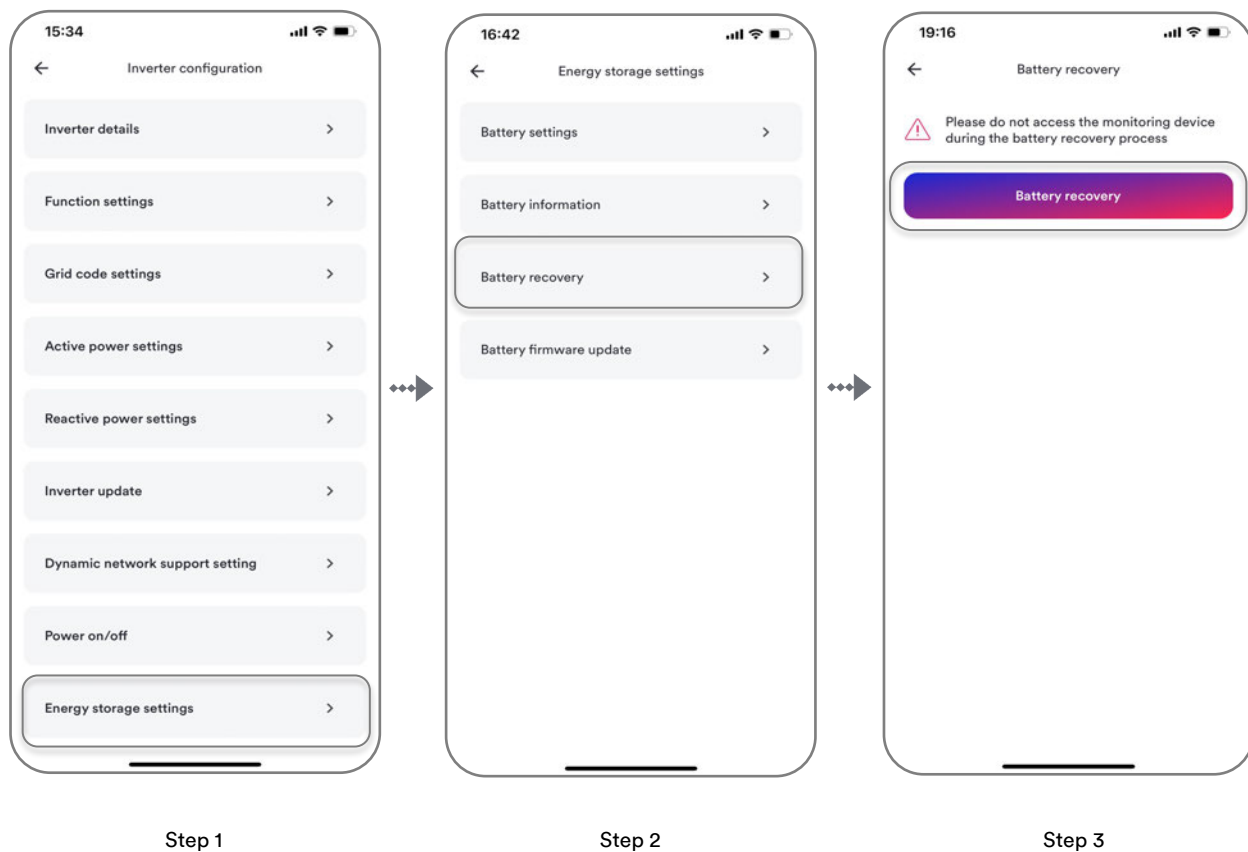 15:34
Inverter configuration
Inverter details
Function settings
Grid code settings
Active power settings
Reactive power settings
Inverter update
Dynamic network support setting
Power on/off
Energy storage settings
Step 1
16:42
Energy storage settings
Battery settings
Battery information
Battery recovery
Battery firmware update
Step 2
19:16
Battery recovery
Please do not access the monitoring device
during the battery recovery process
Battery recovery
Step 3